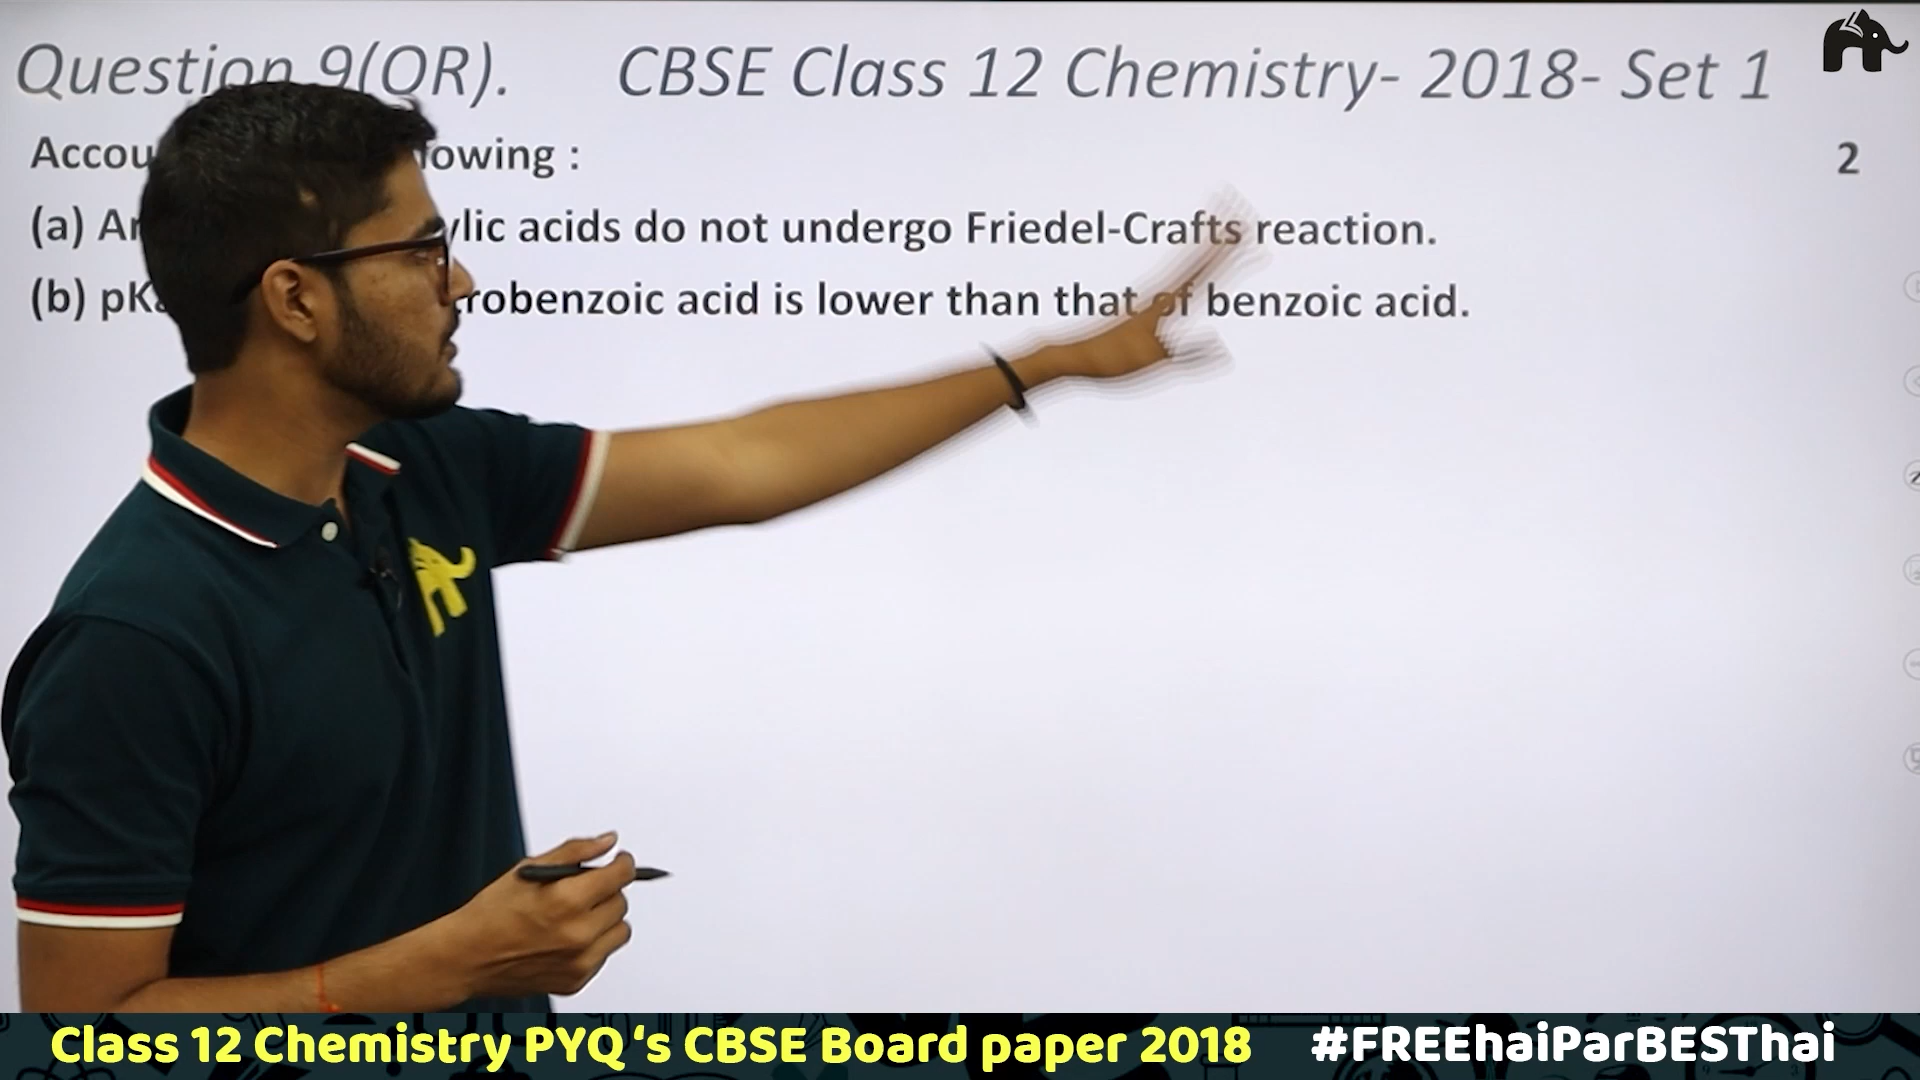 Question 9(OR). CBSE Class 12 Chemistry- 2018- Set 1
Accou owing : 2
(a) Ar ylic acids do not undergo Friedel-Crafts reaction.
(b) pKa robenzoic acid is lower than that of benzoic acid.
Class 12 Chemistry PYQ ‘s CBSE Board paper 2018 #FREEhaiParBESThai